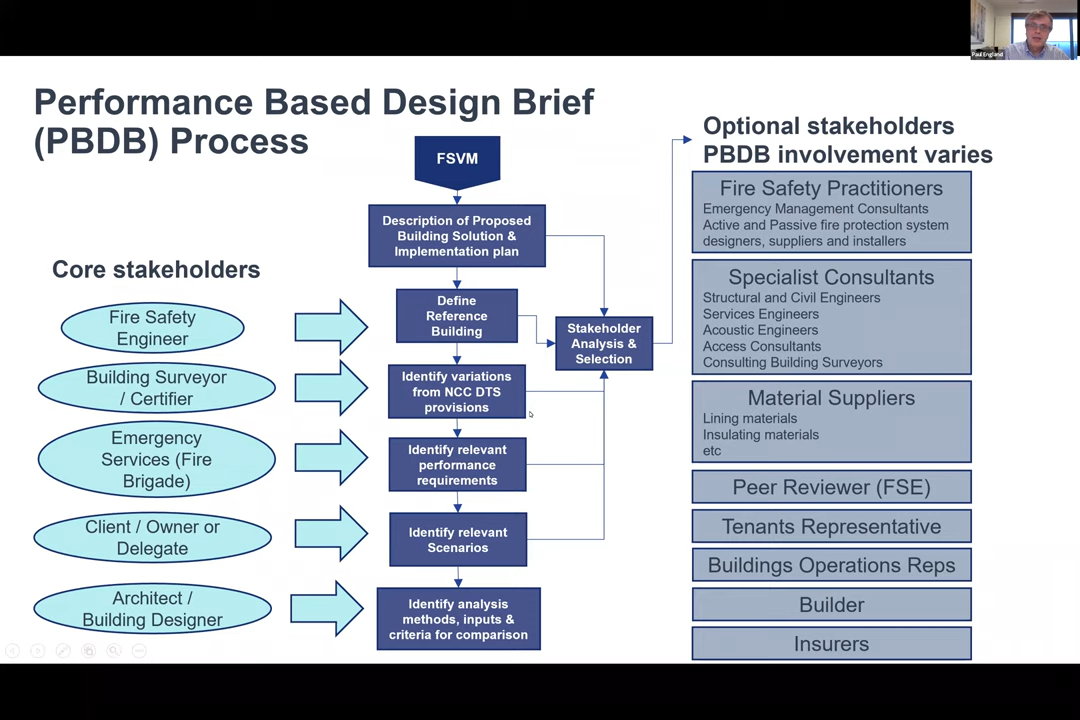 Paul England
Performance Based Design Brief
(PBDB) Process
FSVM
Description of Proposed
Building Solution &
Implementation plan
Define
Reference
Building
Identify variations
from NCC DTS
provisions
Identify relevant
performance
requirements
Identify relevant
Scenarios
Identify analysis
methods, inputs &
criteria for comparison
Stakeholder
Analysis &
Selection
Core stakeholders
Fire Safety
Engineer
Building Surveyor
/ Certifier
Emergency
Services (Fire
Brigade)
Client / Owner or
Delegate
Architect /
Building Designer
Optional stakeholders
PBDB involvement varies
Fire Safety Practitioners
Emergency Management Consultants
Active and Passive fire protection system
designers, suppliers and installers
Specialist Consultants
Structural and Civil Engineers
Services Engineers
Acoustic Engineers
Access Consultants
Consulting Building Surveyors
Material Suppliers
Lining materials
Insulating materials
etc
Peer Reviewer (FSE)
Tenants Representative
Buildings Operations Reps
Builder
Insurers